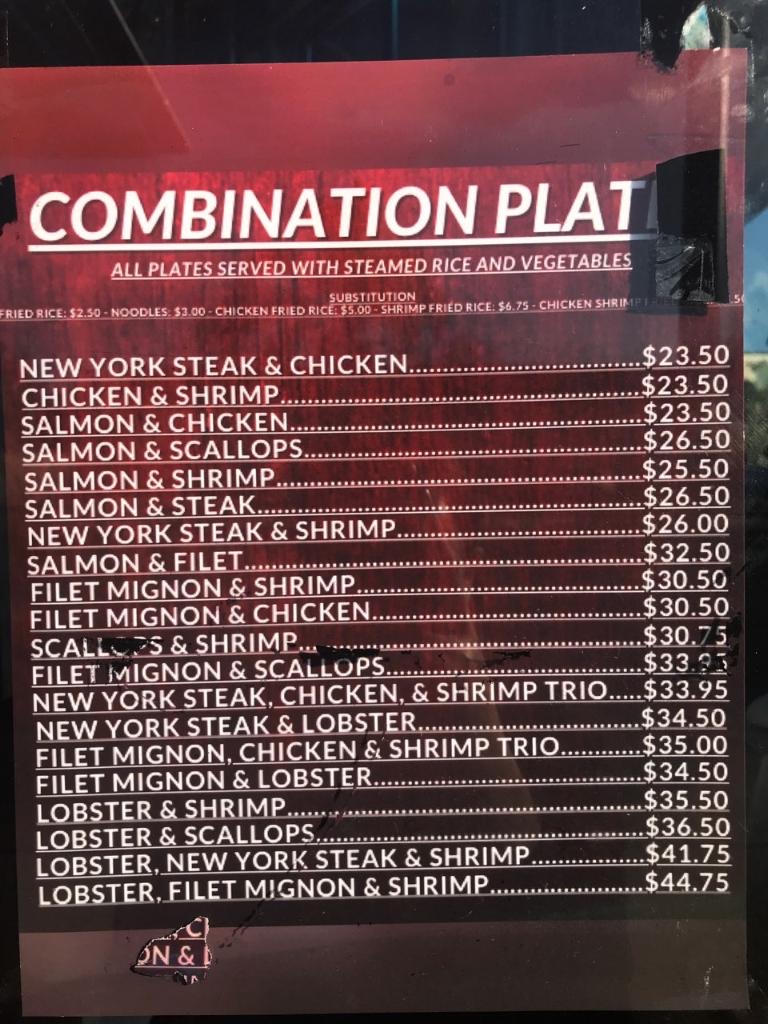 COMBINATION PLAT
ALL PLATES SERVED WITH STEAMED RICE AND VEGETABLES
SUBSTITUTION
FRIED RICE: $2.50 - NOODLES: $3.00 - CHICKEN FRIED RICE: $5.00 - SHRIMP FRIED RICE: $6.75 - CHICKEN SHRIMP
NEW YORK STEAK & CHICKEN....................................$23.50
CHICKEN & SHRIMP....................................$23.50
SALMON & CHICKEN....................................$23.50
SALMON & SCALLOPS....................................$26.50
SALMON & SHRIMP....................................$25.50
SALMON & STEAK....................................$26.50
NEW YORK STEAK & SHRIMP....................................$26.00
SALMON & FILET....................................$32.50
FILET MIGNON & SHRIMP....................................$30.50
FILET MIGNON & CHICKEN....................................$30.50
SCALLOPS & SHRIMP....................................$30.75
FILET MIGNON & SCALLOPS....................................$33.95
NEW YORK STEAK, CHICKEN, & SHRIMP TRIO.....$33.95
NEW YORK STEAK & LOBSTER....................................$34.50
FILET MIGNON, CHICKEN & SHRIMP TRIO............$35.00
FILET MIGNON & LOBSTER....................................$34.50
LOBSTER & SHRIMP....................................$35.50
LOBSTER & SCALLOPS....................................$36.50
LOBSTER, NEW YORK STEAK & SHRIMP................$41.75
LOBSTER, FILET MIGNON & SHRIMP......................$44.75
C
ON &